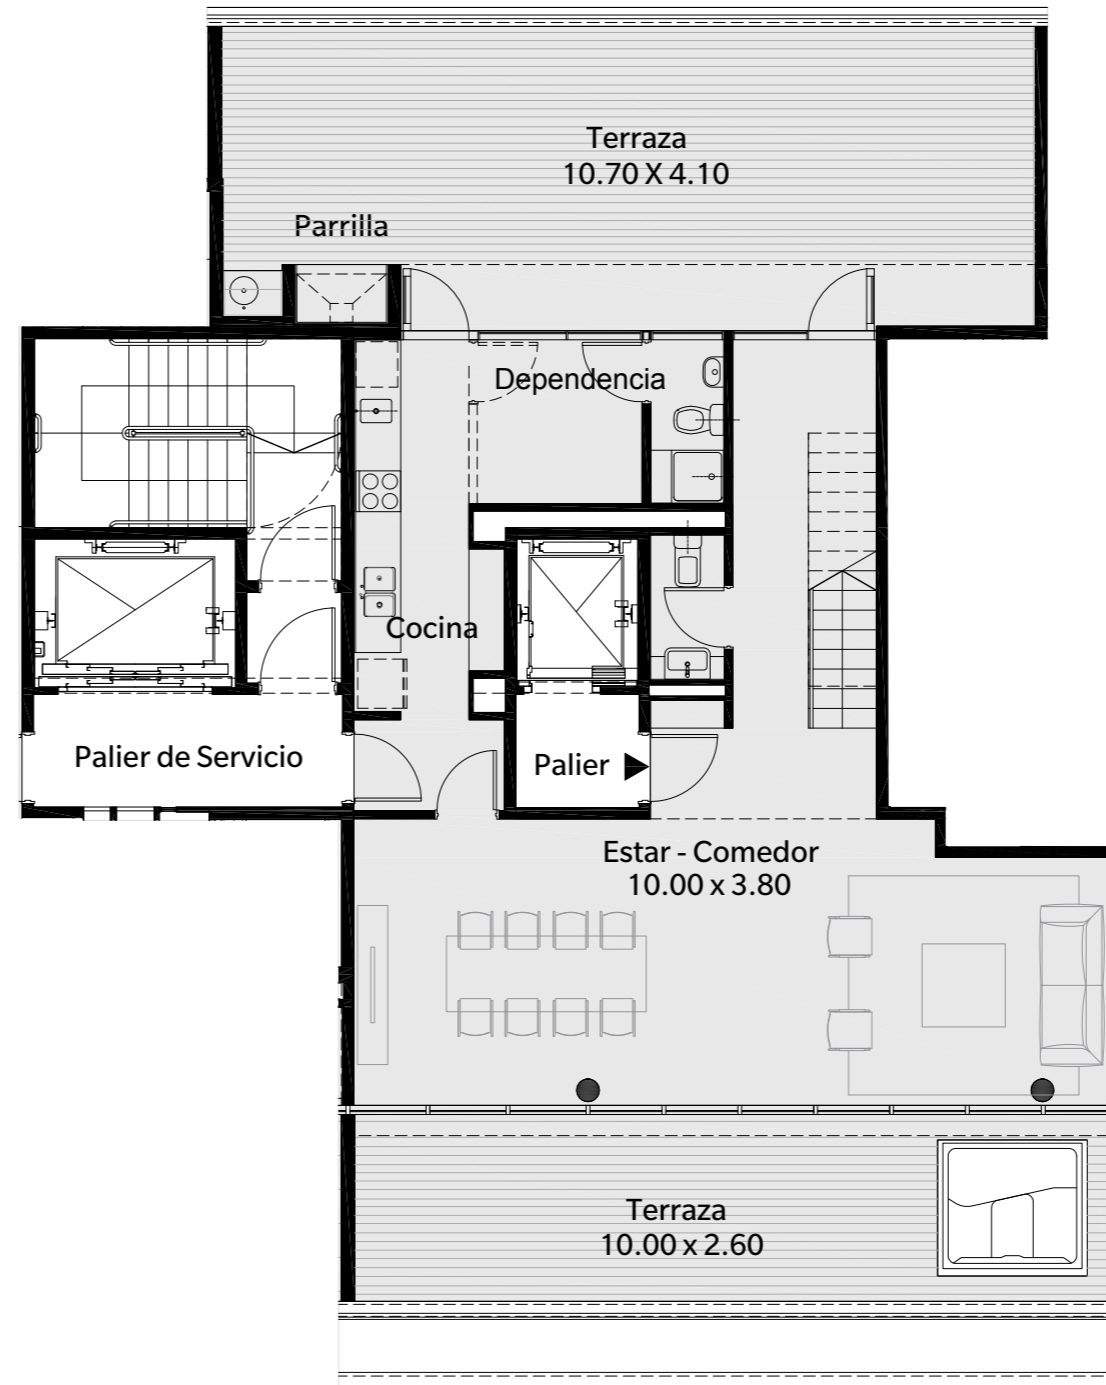 Terraza
10.70 X 4.10
Parrilla
Dependencia
Cocina
Palier de Servicio
Palier
Estar - Comedor
10.00 x 3.80
Terraza
10.00 x 2.60